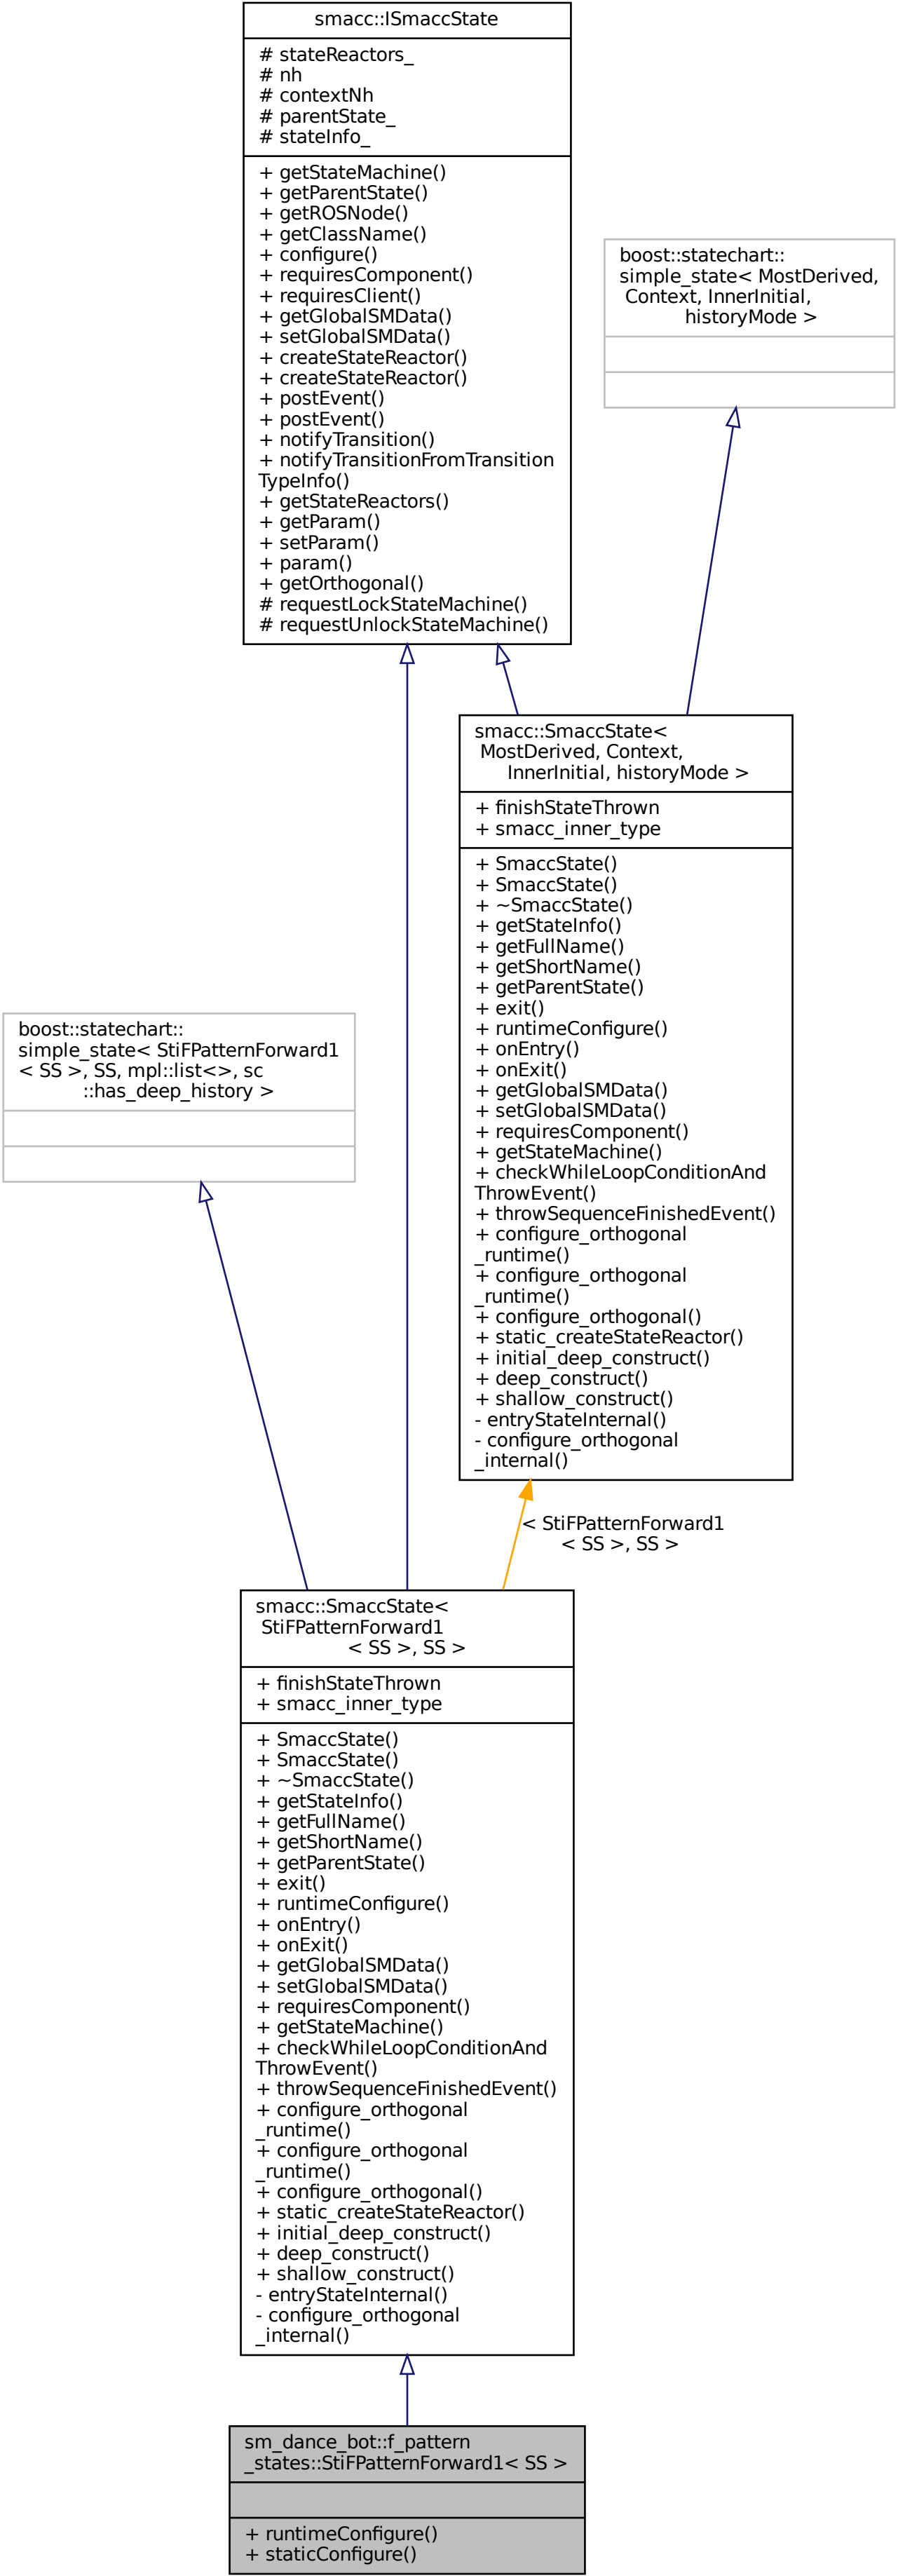 smacc::ISmaccState
# stateReactors_
# nh
# contextNh
# parentState_
# stateInfo_
+ getStateMachine()
+ getParentState()
+ getROSNode()
+ getClassName()
+ configure()
+ requiresComponent()
+ requiresClient()
+ getGlobalSMData()
+ setGlobalSMData()
+ createStateReactor()
+ createStateReactor()
+ postEvent()
+ postEvent()
+ notifyTransition()
+ notifyTransitionFromTransition
TypeInfo()
+ getStateReactors()
+ getParam()
+ setParam()
+ param()
+ getOrthogonal()
# requestLockStateMachine()
# requestUnlockStateMachine()
boost::statechart::
simple_state< MostDerived,
Context, InnerInitial,
historyMode >
smacc::SmaccState<
MostDerived, Context,
InnerInitial, historyMode >
+ finishStateThrown
+ smacc_inner_type
+ SmaccState()
+ SmaccState()
+ ~SmaccState()
+ getStateInfo()
+ getFullName()
+ getShortName()
+ getParentState()
+ exit()
+ runtimeConfigure()
+ onEntry()
+ onExit()
+ getGlobalSMData()
+ setGlobalSMData()
+ requiresComponent()
+ getStateMachine()
+ checkWhileLoopConditionAnd
ThrowEvent()
+ throwSequenceFinishedEvent()
+ configure_orthogonal
_runtime()
+ configure_orthogonal
_runtime()
+ configure_orthogonal()
+ static_createStateReactor()
+ initial_deep_construct()
+ deep_construct()
+ shallow_construct()
- entryStateInternal()
- configure_orthogonal
_internal()
boost::statechart::
simple_state< StiFPatternForward1
< SS >, SS, mpl::list<>, sc
::has_deep_history >
< StiFPatternForward1
< SS >, SS >
smacc::SmaccState<
StiFPatternForward1
< SS >, SS >
+ finishStateThrown
+ smacc_inner_type
+ SmaccState()
+ SmaccState()
+ ~SmaccState()
+ getStateInfo()
+ getFullName()
+ getShortName()
+ getParentState()
+ exit()
+ runtimeConfigure()
+ onEntry()
+ onExit()
+ getGlobalSMData()
+ setGlobalSMData()
+ requiresComponent()
+ getStateMachine()
+ checkWhileLoopConditionAnd
ThrowEvent()
+ throwSequenceFinishedEvent()
+ configure_orthogonal
_runtime()
+ configure_orthogonal
_runtime()
+ configure_orthogonal()
+ static_createStateReactor()
+ initial_deep_construct()
+ deep_construct()
+ shallow_construct()
- entryStateInternal()
- configure_orthogonal
_internal()
sm_dance_bot::f_pattern
_states::StiFPatternForward1< SS >
+ runtimeConfigure()
+ staticConfigure()